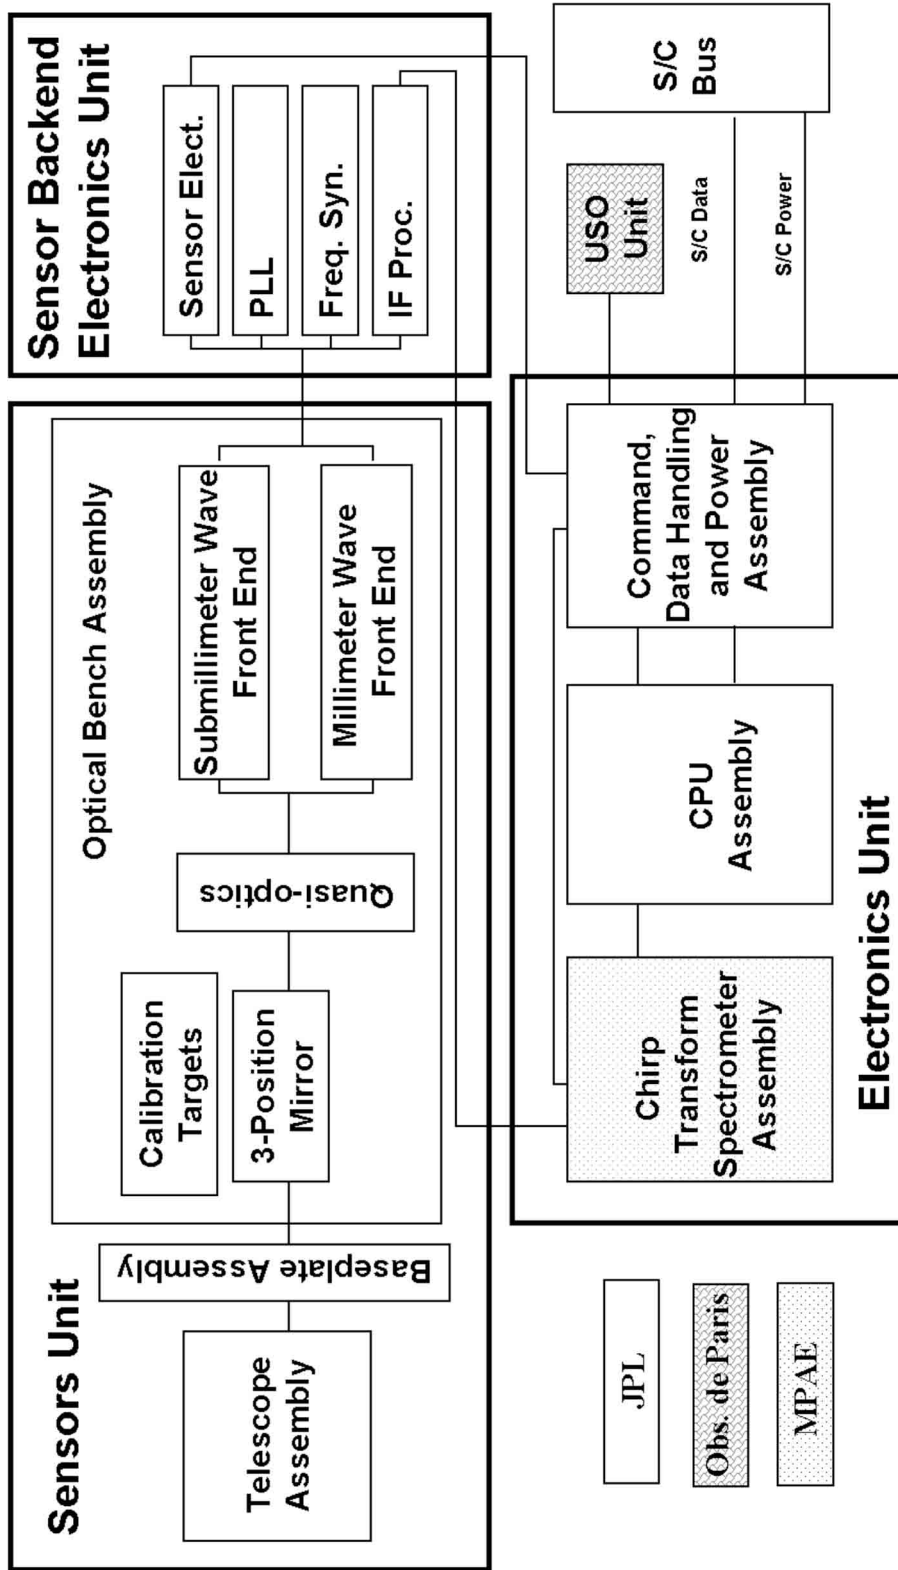 Sensors Unit
Telescope
Assembly
Baseplate Assembly
Optical Bench Assembly
Calibration
Targets
3-Position
Mirror
Quasi-optics
Submillimeter Wave
Front End
Millimeter Wave
Front End
Sensor Backend
Electronics Unit
Sensor Elect.
PLL
Freq. Syn.
IF Proc.
JPL
Obs. de Paris
MPAE
Chirp
Transform
Spectrometer
Assembly
CPU
Assembly
Command,
Data Handling
and Power
Assembly
Electronics Unit
USO
Unit
S/C Data
S/C Power
S/C
Bus